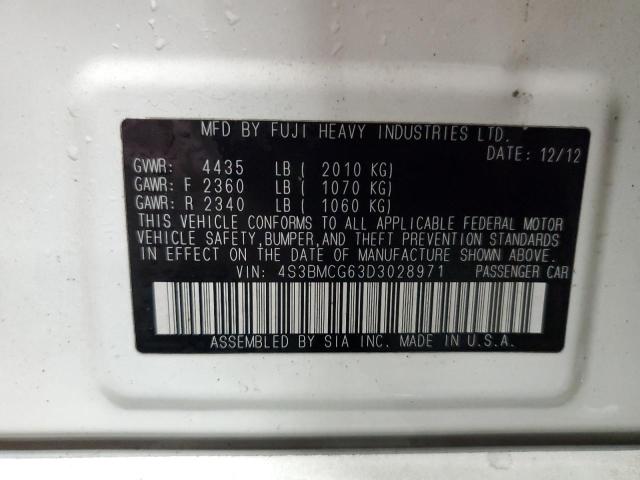 MFD BY FUJI HEAVY INDUSTRIES LTD.
DATE: 12/12
GVWR: 4435 LB ( 2010 KG)
GAWR: F 2360 LB ( 1070 KG)
GAWR: R 2340 LB ( 1060 KG)
THIS VEHICLE CONFORMS TO ALL APPLICABLE FEDERAL MOTOR
VEHICLE SAFETY,BUMPER,AND THEFT PREVENTION STANDARDS
IN EFFECT ON THE DATE OF MANUFACTURE SHOWN ABOVE.
VIN: 4S3BMCG63D3028971 PASSENGER CAR
ASSEMBLED BY SIA INC. MADE IN U.S.A.